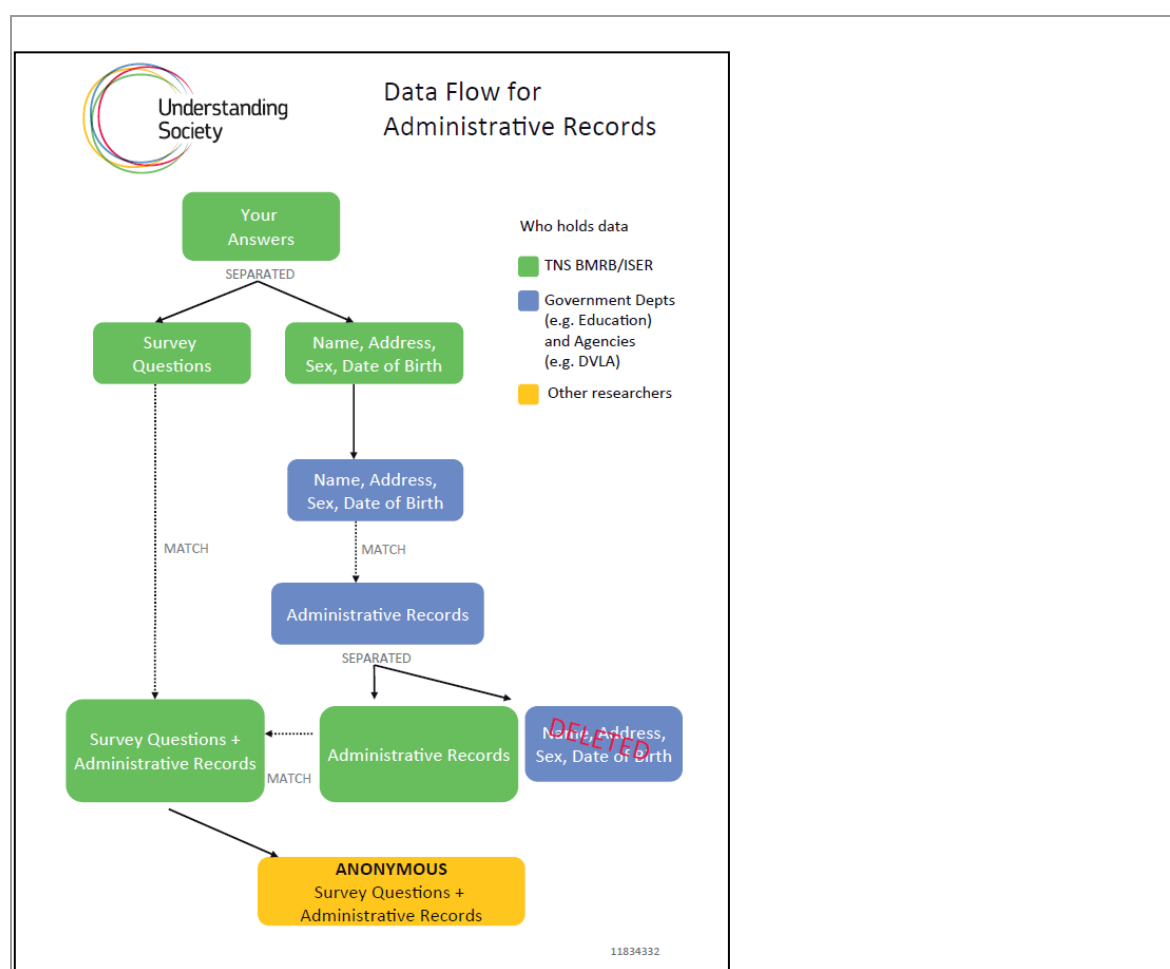 Understanding
Society
Data Flow for
Administrative Records
Your
Answers
SEPARATED
Who holds data
TNS BMRB/ISER
Government Depts
(e.g. Education)
and Agencies
(e.g. DVLA)
Other researchers
Survey
Questions
Name, Address,
Sex, Date of Birth
Name, Address,
Sex, Date of Birth
MATCH
MATCH
Administrative Records
SEPARATED
Survey Questions +
Administrative Records
MATCH
Administrative Records
Name, Address,
Sex, Date of Birth
DELETED
ANONYMOUS
Survey Questions +
Administrative Records
11834332